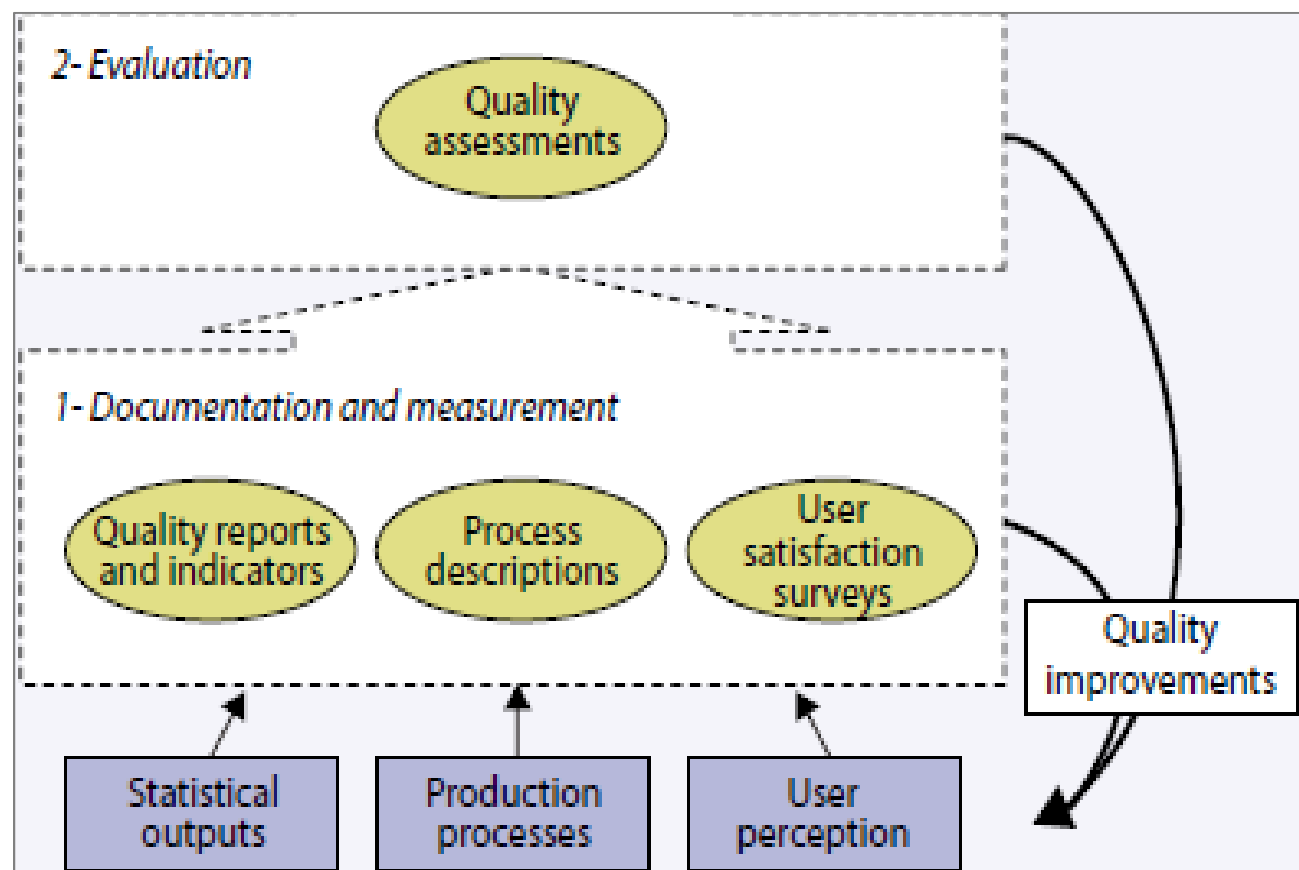 2- Evaluation
Quality
assessments
1- Documentation and measurement
Quality reports
and indicators
Process
descriptions
User
satisfaction
surveys
Quality
improvements
Statistical
outputs
Production
processes
User
perception